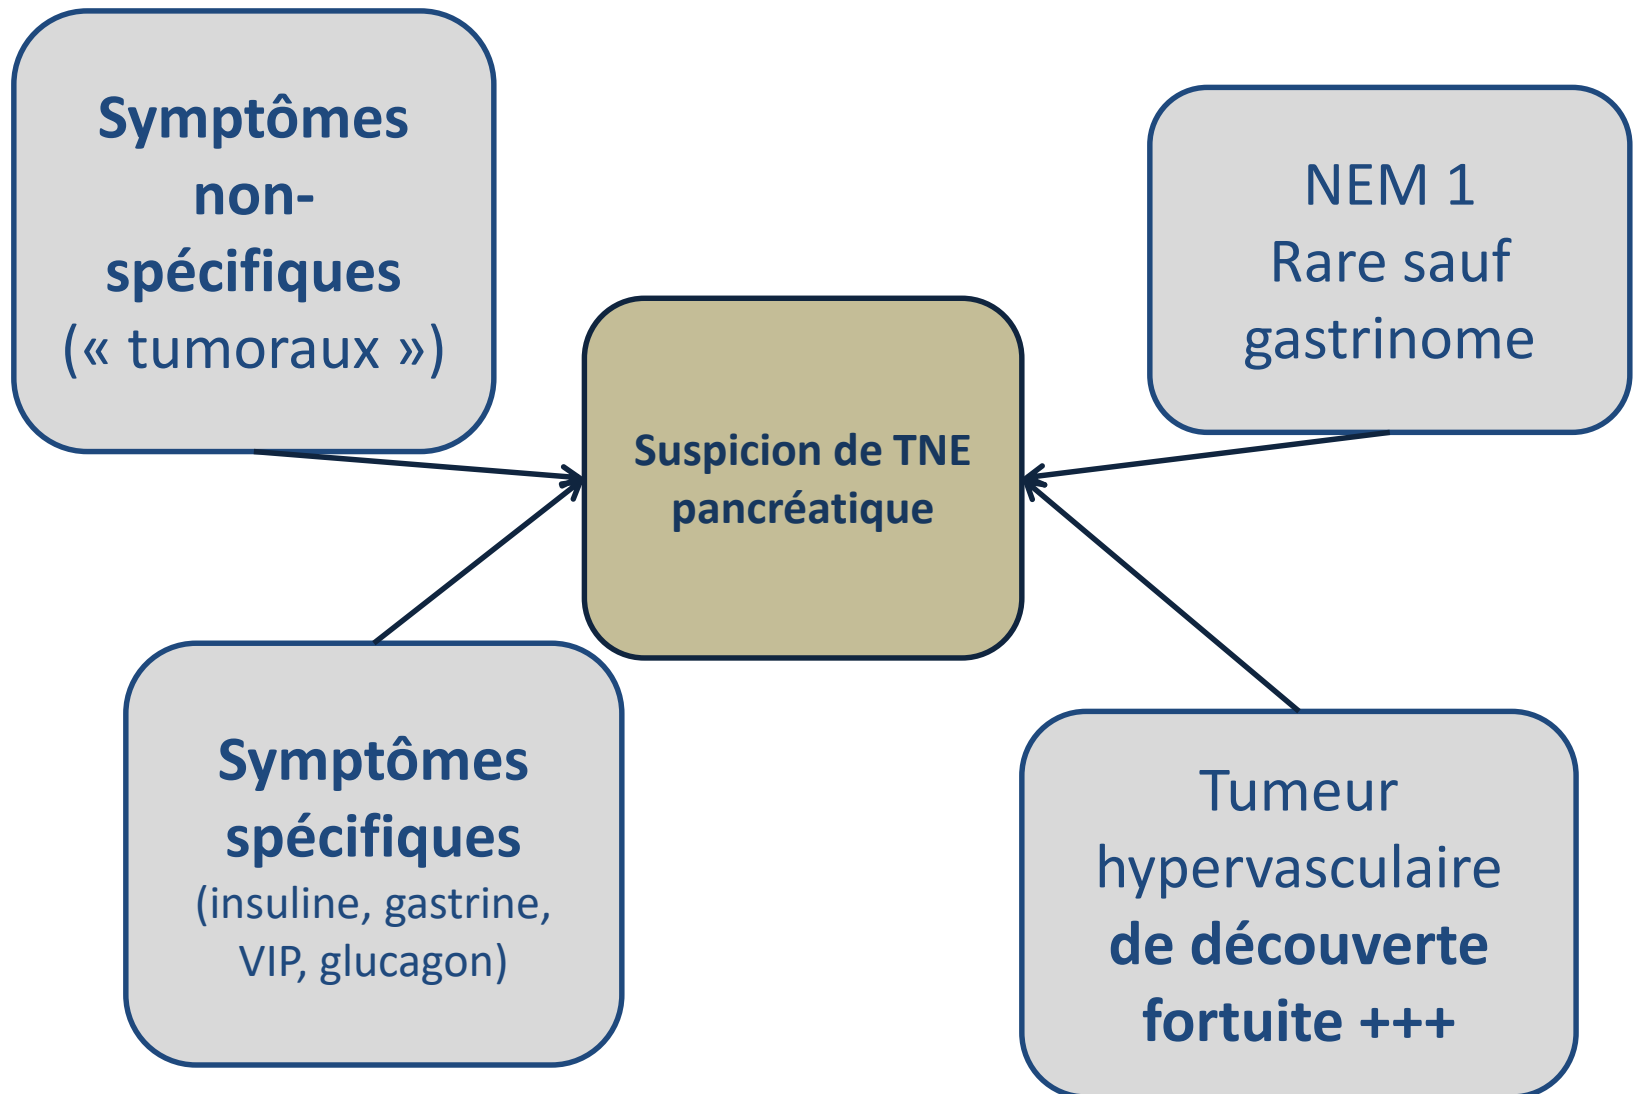 Symptômes
non-
spécifiques
(« tumoraux »)
NEM 1
Rare sauf
gastrinome
Suspicion de TNE
pancréatique
Symptômes
spécifiques
(insuline, gastrine,
VIP, glucagon)
Tumeur
hypervasculaire
de découverte
fortuite +++